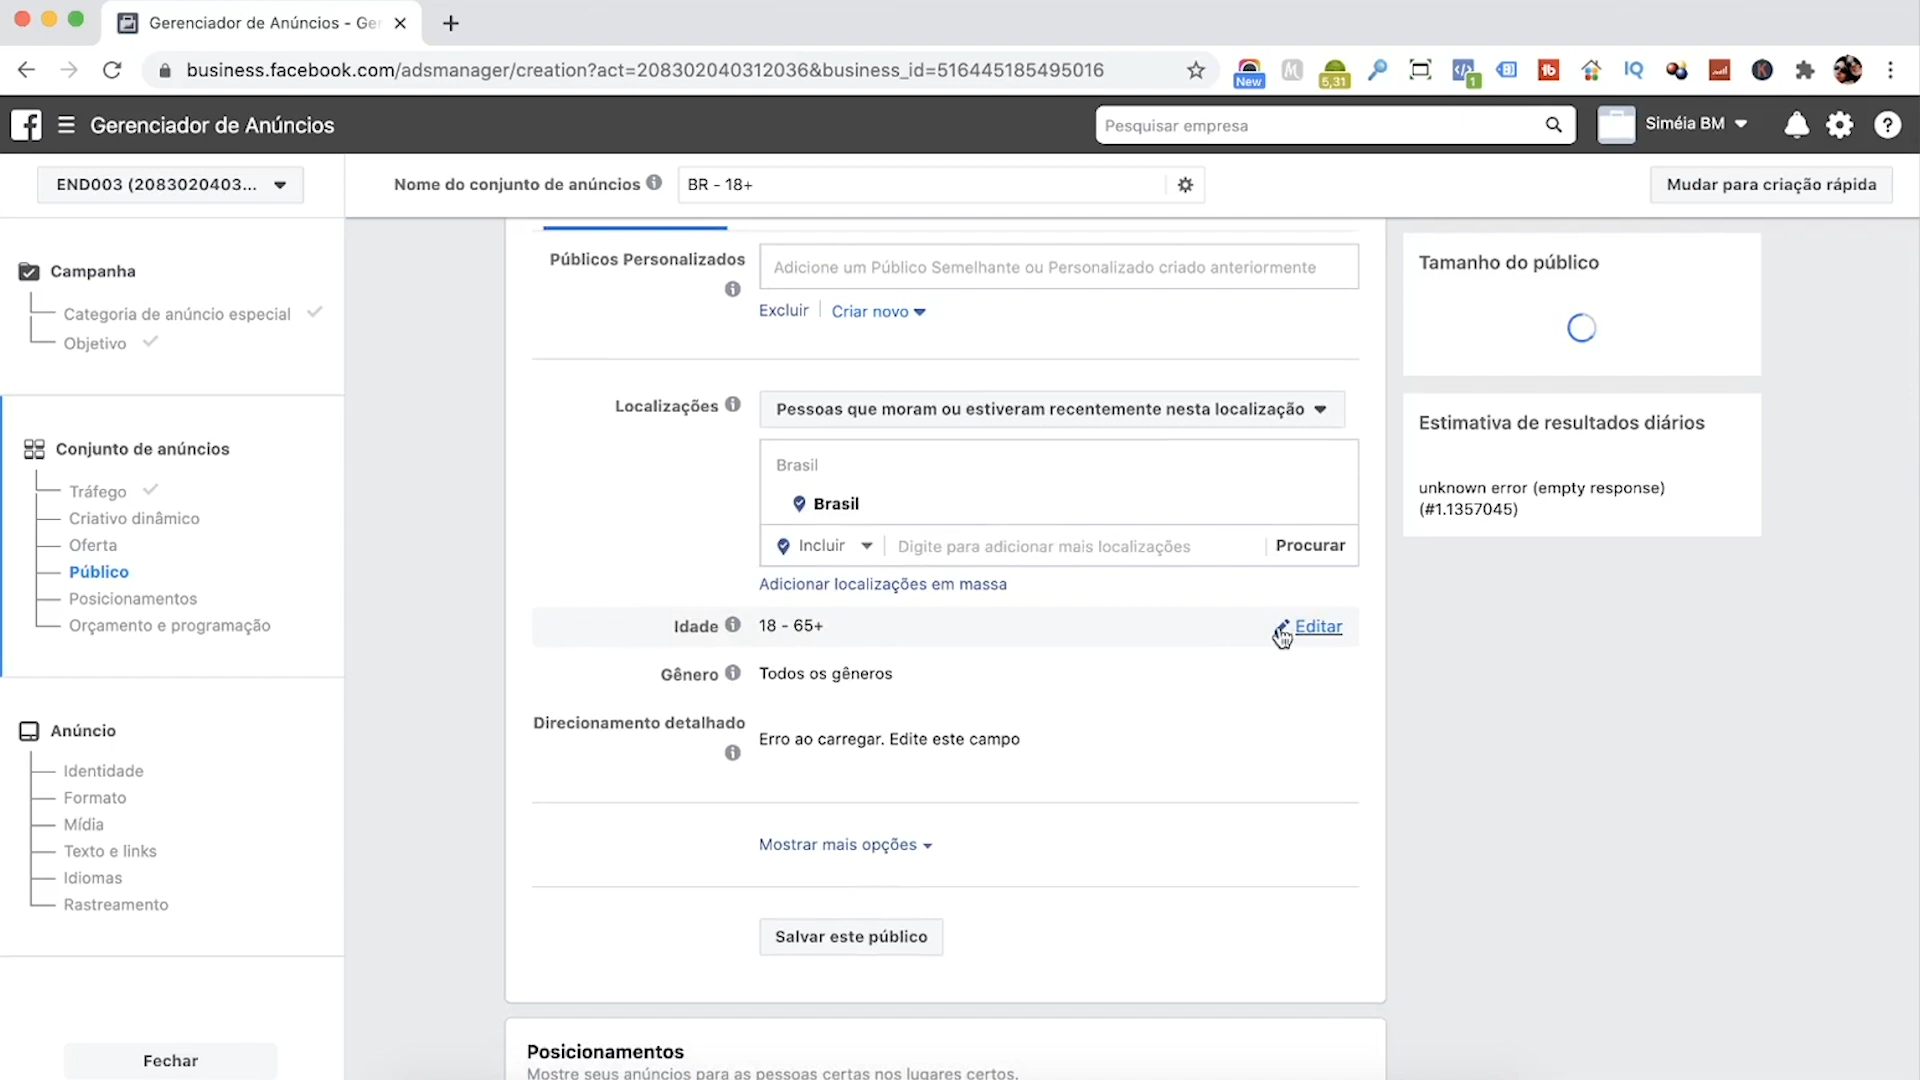 Gerenciador de Anúncios - Ger
business.facebook.com/adsmanager/creation?act=208302040312036&business_id=516445185495016
New
5,31
1
tb
IQ
K
Gerenciador de Anúncios
Pesquisar empresa
Siméia BM
END003 (2083020403...
Nome do conjunto de anúncios
BR - 18+
Mudar para criação rápida
Campanha
Categoria de anúncio especial
Objetivo
Conjunto de anúncios
Tráfego
Criativo dinâmico
Oferta
Público
Posicionamentos
Orçamento e programação
Anúncio
Identidade
Formato
Mídia
Texto e links
Idiomas
Rastreamento
Fechar
Públicos Personalizados
Adicione um Público Semelhante ou Personalizado criado anteriormente
Excluir
Criar novo
Localizações
Pessoas que moram ou estiveram recentemente nesta localização
Brasil
Brasil
Incluir
Digite para adicionar mais localizações
Procurar
Adicionar localizações em massa
Idade
18 - 65+
Editar
Gênero
Todos os gêneros
Direcionamento detalhado
Erro ao carregar. Edite este campo
Mostrar mais opções
Salvar este público
Posicionamentos
Mostre seus anúncios para as pessoas certas nos lugares certos.
Tamanho do público
Estimativa de resultados diários
unknown error (empty response)
(#1.1357045)